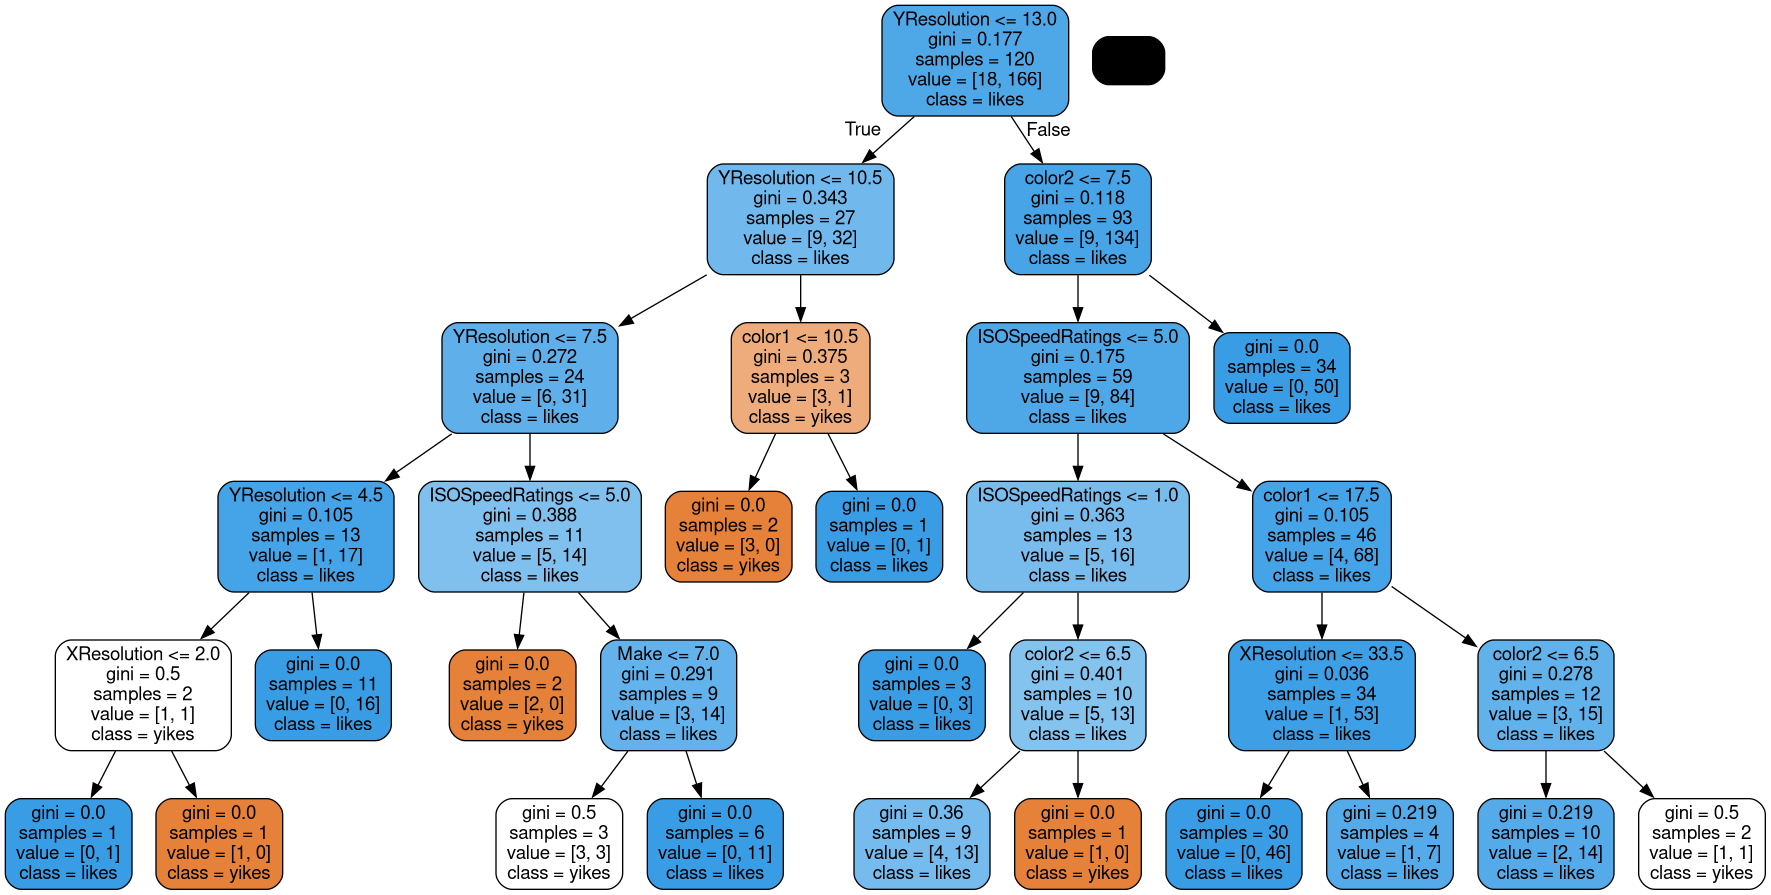 YResolution <= 13.0
gini = 0.177
samples = 120
value = [18, 166]
class = likes
True
False
YResolution <= 10.5
gini = 0.343
samples = 27
value = [9, 32]
class = likes
color2 <= 7.5
gini = 0.118
samples = 93
value = [9, 134]
class = likes
YResolution <= 7.5
gini = 0.272
samples = 24
value = [6, 31]
class = likes
color1 <= 10.5
gini = 0.375
samples = 3
value = [3, 1]
class = yikes
ISOSpeedRatings <= 5.0
gini = 0.175
samples = 59
value = [9, 84]
class = likes
gini = 0.0
samples = 34
value = [0, 50]
class = likes
YResolution <= 4.5
gini = 0.105
samples = 13
value = [1, 17]
class = likes
ISOSpeedRatings <= 5.0
gini = 0.388
samples = 11
value = [5, 14]
class = likes
gini = 0.0
samples = 2
value = [3, 0]
class = yikes
gini = 0.0
samples = 1
value = [0, 1]
class = likes
ISOSpeedRatings <= 1.0
gini = 0.363
samples = 13
value = [5, 16]
class = likes
color1 <= 17.5
gini = 0.105
samples = 46
value = [4, 68]
class = likes
XResolution <= 2.0
gini = 0.5
samples = 2
value = [1, 1]
class = yikes
gini = 0.0
samples = 11
value = [0, 16]
class = likes
gini = 0.0
samples = 2
value = [2, 0]
class = yikes
Make <= 7.0
gini = 0.291
samples = 9
value = [3, 14]
class = likes
gini = 0.0
samples = 3
value = [0, 3]
class = likes
color2 <= 6.5
gini = 0.401
samples = 10
value = [5, 13]
class = likes
XResolution <= 33.5
gini = 0.036
samples = 34
value = [1, 53]
class = likes
color2 <= 6.5
gini = 0.278
samples = 12
value = [3, 15]
class = likes
gini = 0.0
samples = 1
value = [0, 1]
class = likes
gini = 0.0
samples = 1
value = [1, 0]
class = yikes
gini = 0.5
samples = 3
value = [3, 3]
class = yikes
gini = 0.0
samples = 6
value = [0, 11]
class = likes
gini = 0.36
samples = 9
value = [4, 13]
class = likes
gini = 0.0
samples = 1
value = [1, 0]
class = yikes
gini = 0.0
samples = 30
value = [0, 46]
class = likes
gini = 0.219
samples = 4
value = [1, 7]
class = likes
gini = 0.219
samples = 10
value = [2, 14]
class = likes
gini = 0.5
samples = 2
value = [1, 1]
class = yikes